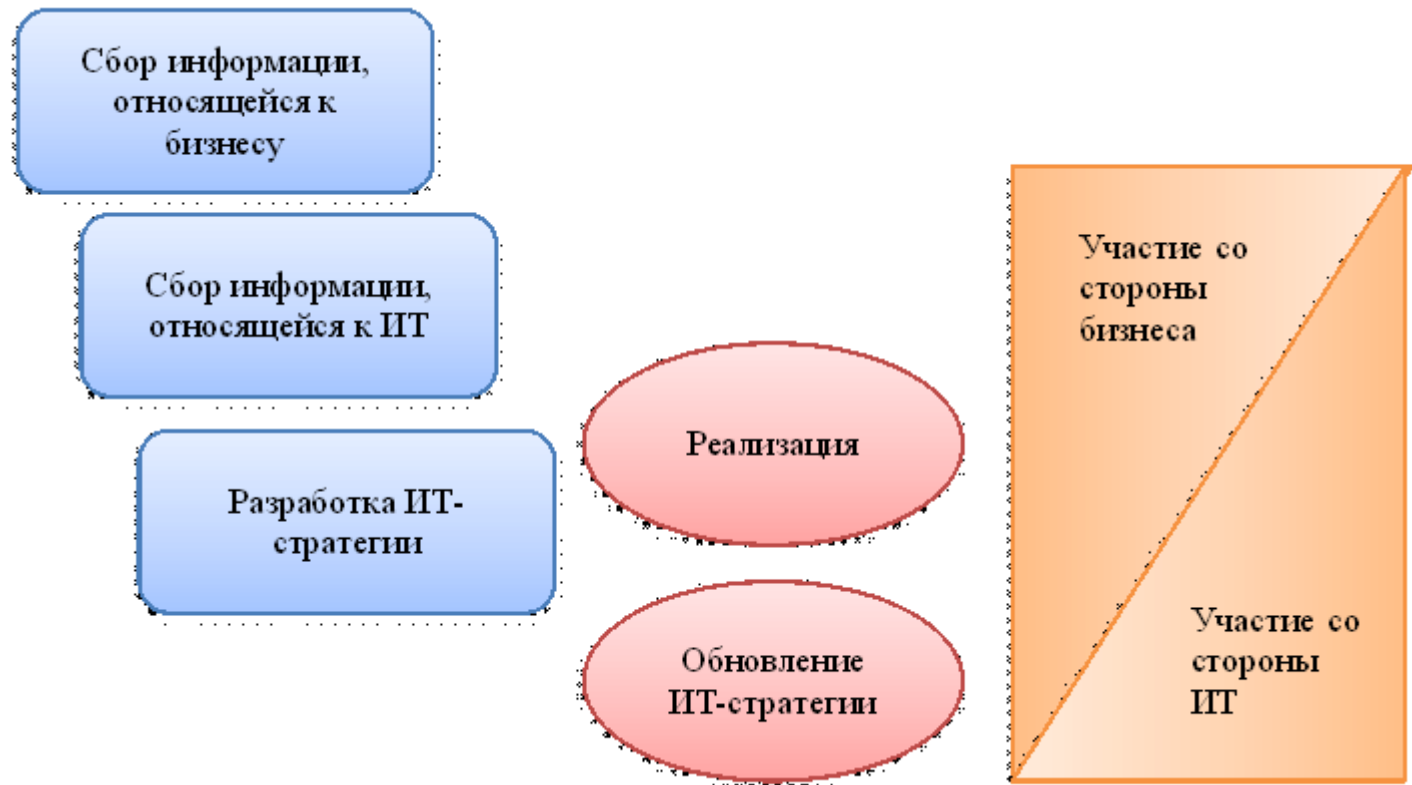 Сбор информации,
относящейся к
бизнесу
Сбор информации,
относящейся к ИТ
Разработка ИТ-
стратегии
Реализация
Обновление
ИТ-стратегии
Участие со
стороны
бизнеса
Участие со
стороны
ИТ